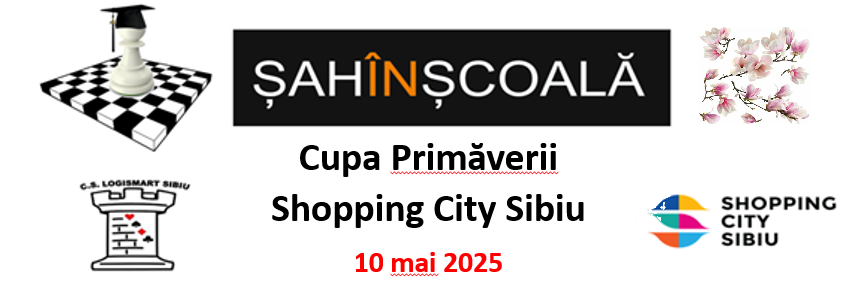 ȘAHÎNȘCOALĂ
Cupa Primăverii
Shopping City Sibiu
10 mai 2025
C.S. LOGISMART SIBIU
SHOPPING
CITY
SIBIU